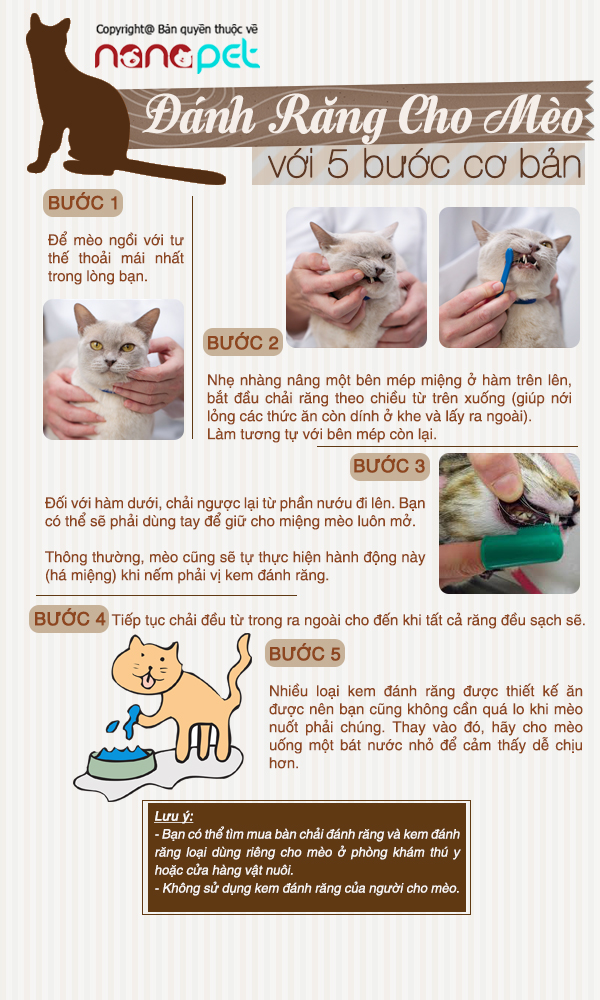 Copyright@ Bản quyền thuộc về
nanapet
Đánh Răng Cho Mèo
với 5 bước cơ bản
BƯỚC 1
Để mèo ngồi với tư
thế thoải mái nhất
trong lòng bạn.
BƯỚC 2
Nhẹ nhàng nâng một bên mép miệng ở hàm trên lên,
bắt đầu chải răng theo chiều từ trên xuống (giúp nới
lỏng các thức ăn còn dính ở khe và lấy ra ngoài).
Làm tương tự với bên mép còn lại.
BƯỚC 3
Đối với hàm dưới, chải ngược lại từ phần nướu đi lên. Bạn
có thể sẽ phải dùng tay để giữ cho miệng mèo luôn mở.
Thông thường, mèo cũng sẽ tự thực hiện hành động này
(há miệng) khi nếm phải vị kem đánh răng.
BƯỚC 4 Tiếp tục chải đều từ trong ra ngoài cho đến khi tất cả răng đều sạch sẽ.
BƯỚC 5
Nhiều loại kem đánh răng được thiết kế ăn
được nên bạn cũng không cần quá lo khi mèo
nuốt phải chúng. Thay vào đó, hãy cho mèo
uống một bát nước nhỏ để cảm thấy dễ chịu
hơn.
Lưu ý:
- Bạn có thể tìm mua bàn chải đánh răng và kem đánh
răng loại dùng riêng cho mèo ở phòng khám thú y
hoặc cửa hàng vật nuôi.
- Không sử dụng kem đánh răng của người cho mèo.